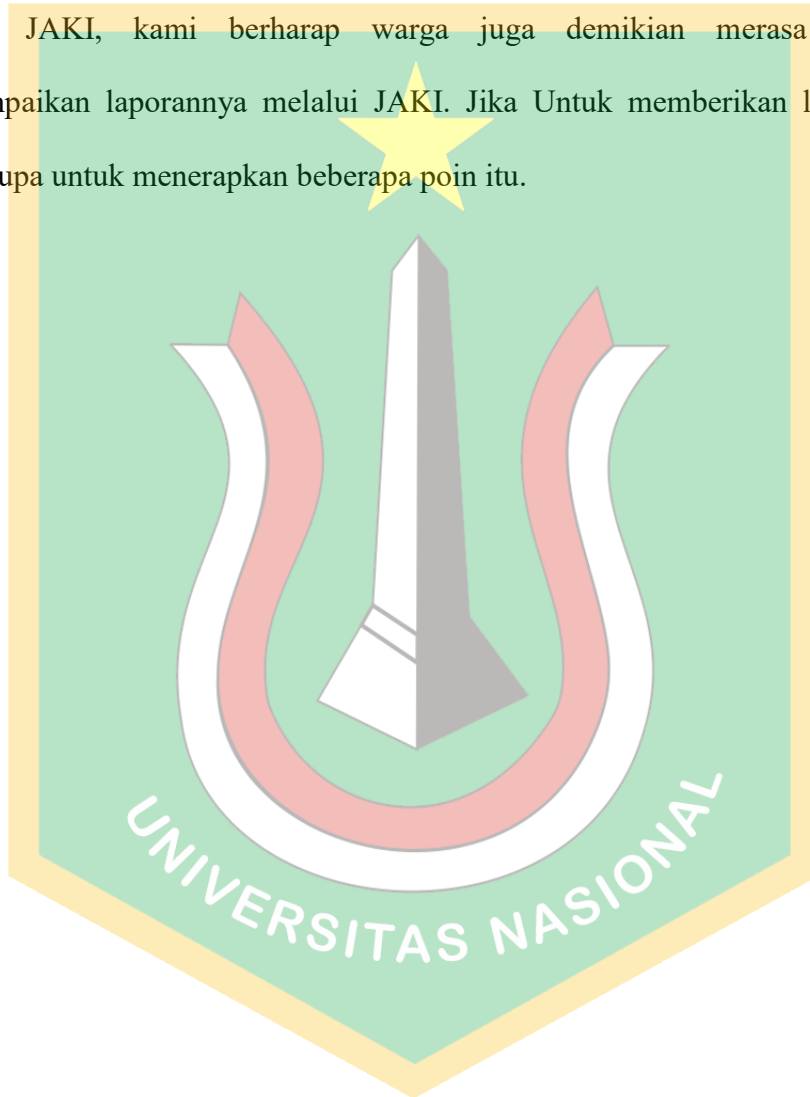 JAKI, kami berharap warga juga demikian merasa
paikan laporannya melalui JAKI. Jika Untuk memberikan l
upa untuk menerapkan beberapa poin itu.
UNIVERSITAS NASIONAL